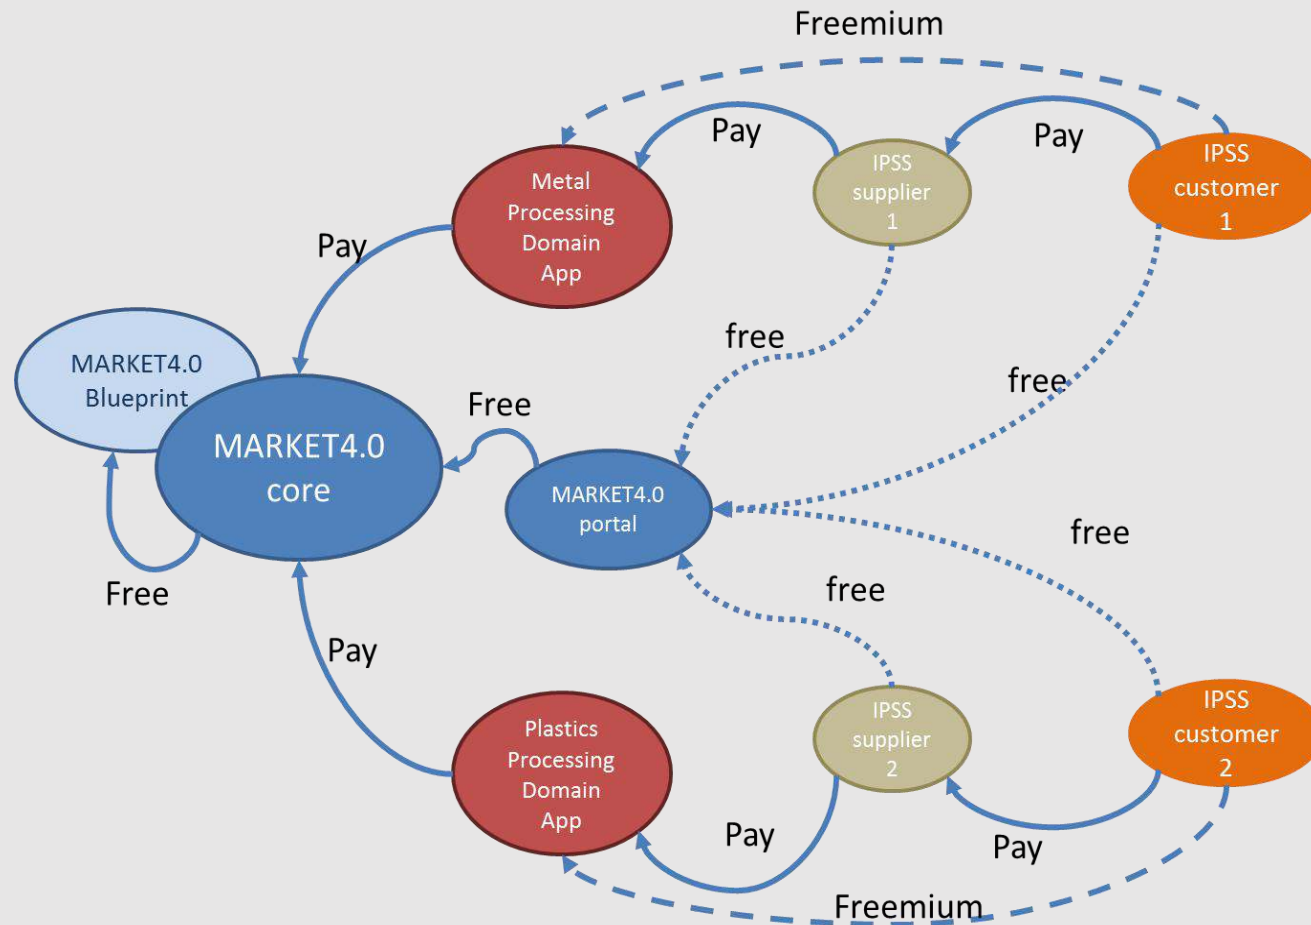 Freemium
Pay
Pay
IPSS
supplier
1
IPSS
customer
1
Metal
Processing
Domain
App
Pay
free
free
MARKET4.0
Blueprint
Free
MARKET4.0
core
MARKET4.0
portal
free
free
Free
Pay
Plastics
Processing
Domain
App
IPSS
supplier
2
IPSS
customer
2
Pay
Pay
Freemium